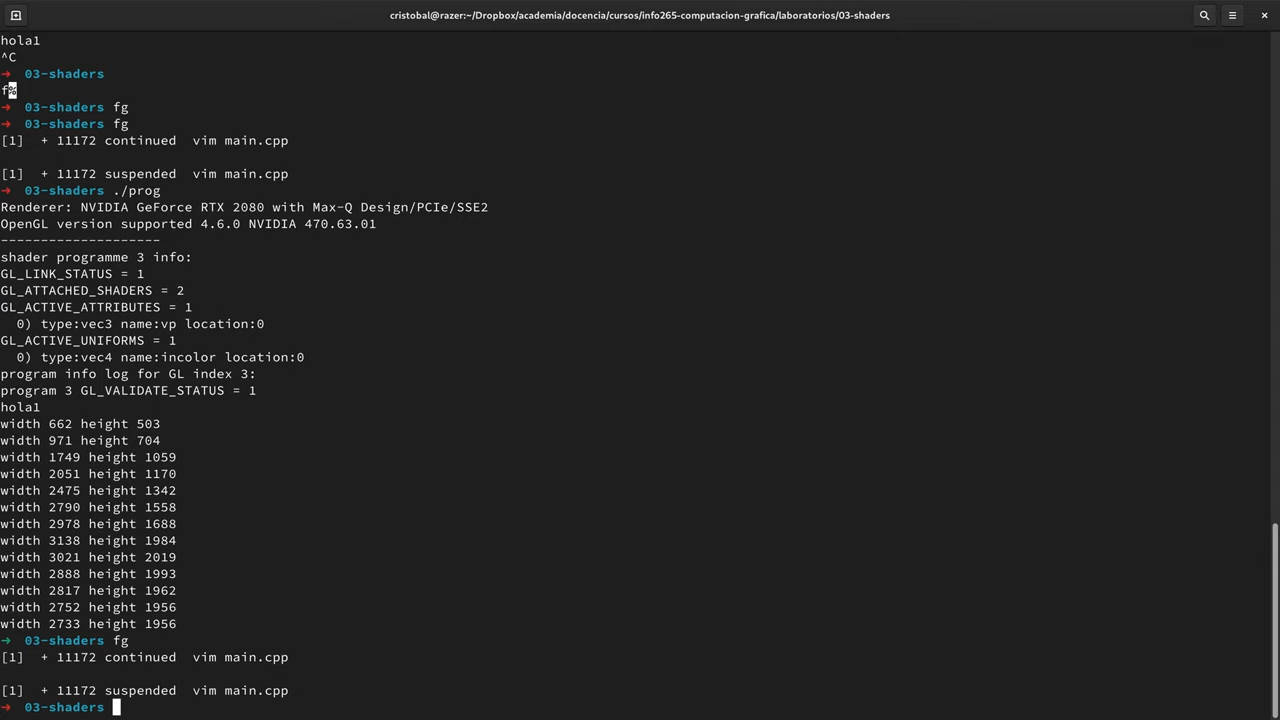 cristobal@razer:~/Dropbox/academia/docencia/cursos/info265-computacion-grafica/laboratorios/03-shaders
hola1
^C
→ 03-shaders
f%
→ 03-shaders fg
→ 03-shaders fg
[1]  + 11172 continued  vim main.cpp
[1]  + 11172 suspended  vim main.cpp
→ 03-shaders ./prog
Renderer: NVIDIA GeForce RTX 2080 with Max-Q Design/PCIe/SSE2
OpenGL version supported 4.6.0 NVIDIA 470.63.01
--------------------
shader programme 3 info:
GL_LINK_STATUS = 1
GL_ATTACHED_SHADERS = 2
GL_ACTIVE_ATTRIBUTES = 1
  0) type:vec3 name:vp location:0
GL_ACTIVE_UNIFORMS = 1
  0) type:vec4 name:incolor location:0
program info log for GL index 3:
program 3 GL_VALIDATE_STATUS = 1
hola1
width 662 height 503
width 971 height 704
width 1749 height 1059
width 2051 height 1170
width 2475 height 1342
width 2790 height 1558
width 2978 height 1688
width 3138 height 1984
width 3021 height 2019
width 2888 height 1993
width 2817 height 1962
width 2752 height 1956
width 2733 height 1956
→ 03-shaders fg
[1]  + 11172 continued  vim main.cpp
[1]  + 11172 suspended  vim main.cpp
→ 03-shaders